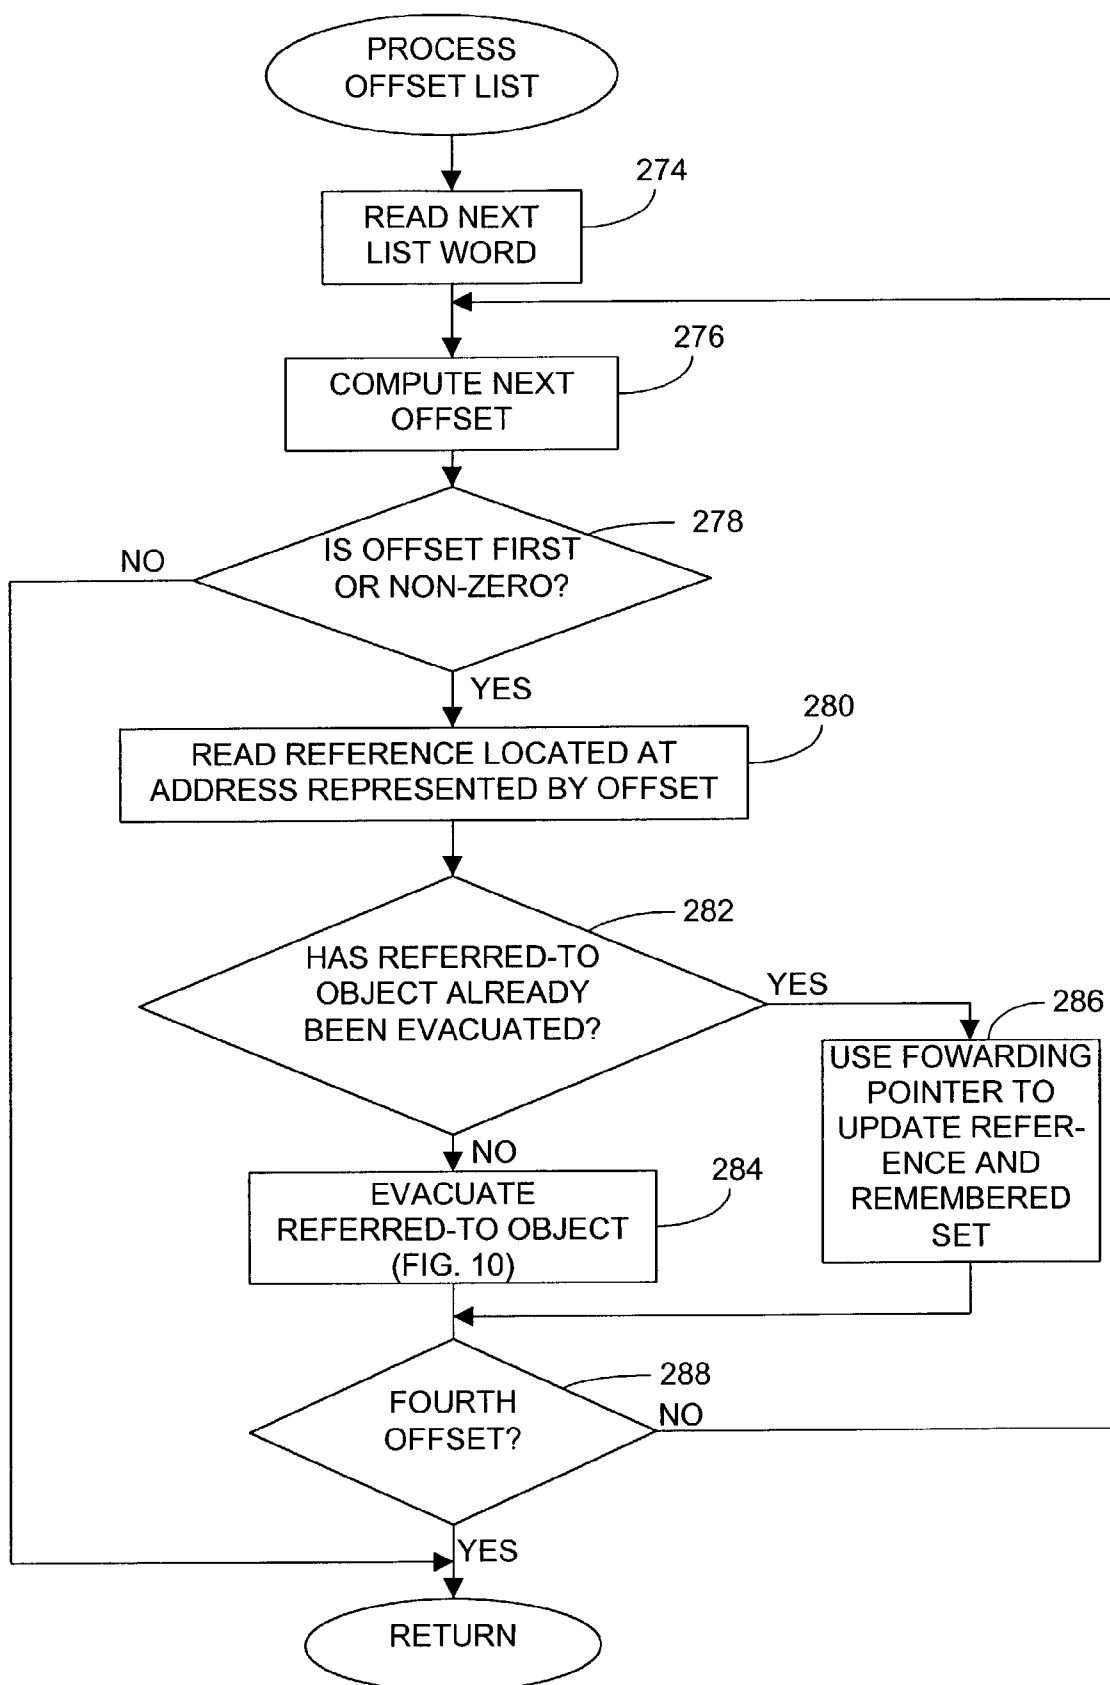 PROCESS
OFFSET LIST
274
READ NEXT
LIST WORD
276
COMPUTE NEXT
OFFSET
278
IS OFFSET FIRST
OR NON-ZERO?
NO
YES
280
READ REFERENCE LOCATED AT
ADDRESS REPRESENTED BY OFFSET
282
HAS REFERRED-TO
OBJECT ALREADY
BEEN EVACUATED?
YES
286
USE FOWARDING
POINTER TO
UPDATE REFER-
ENCE AND
REMEMBERED
SET
NO
284
EVACUATE
REFERRED-TO OBJECT
(FIG. 10)
288
FOURTH
OFFSET?
NO
YES
RETURN